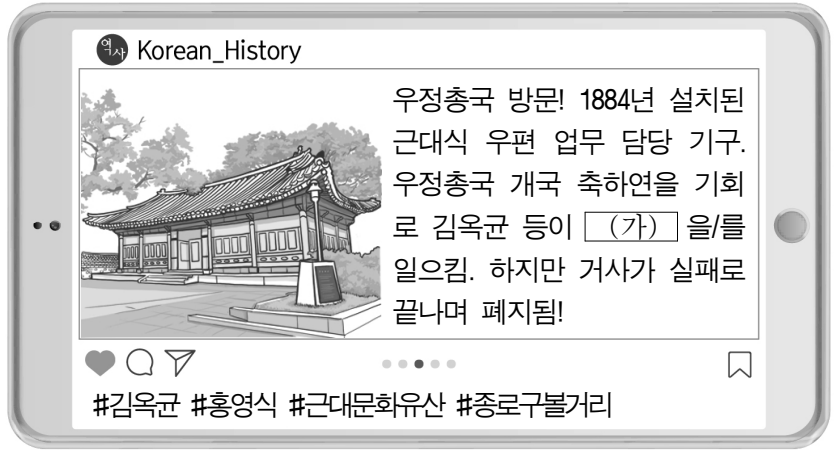 역사 Korean_History
우정총국 방문! 1884년 설치된
근대식 우편 업무 담당 기구.
우정총국 개국 축하연을 기회
로 김옥균 등이 (가) 을/를
일으킴. 하지만 거사가 실패로
끝나며 폐지됨!
#김옥균 #홍영식 #근대문화유산 #종로구볼거리